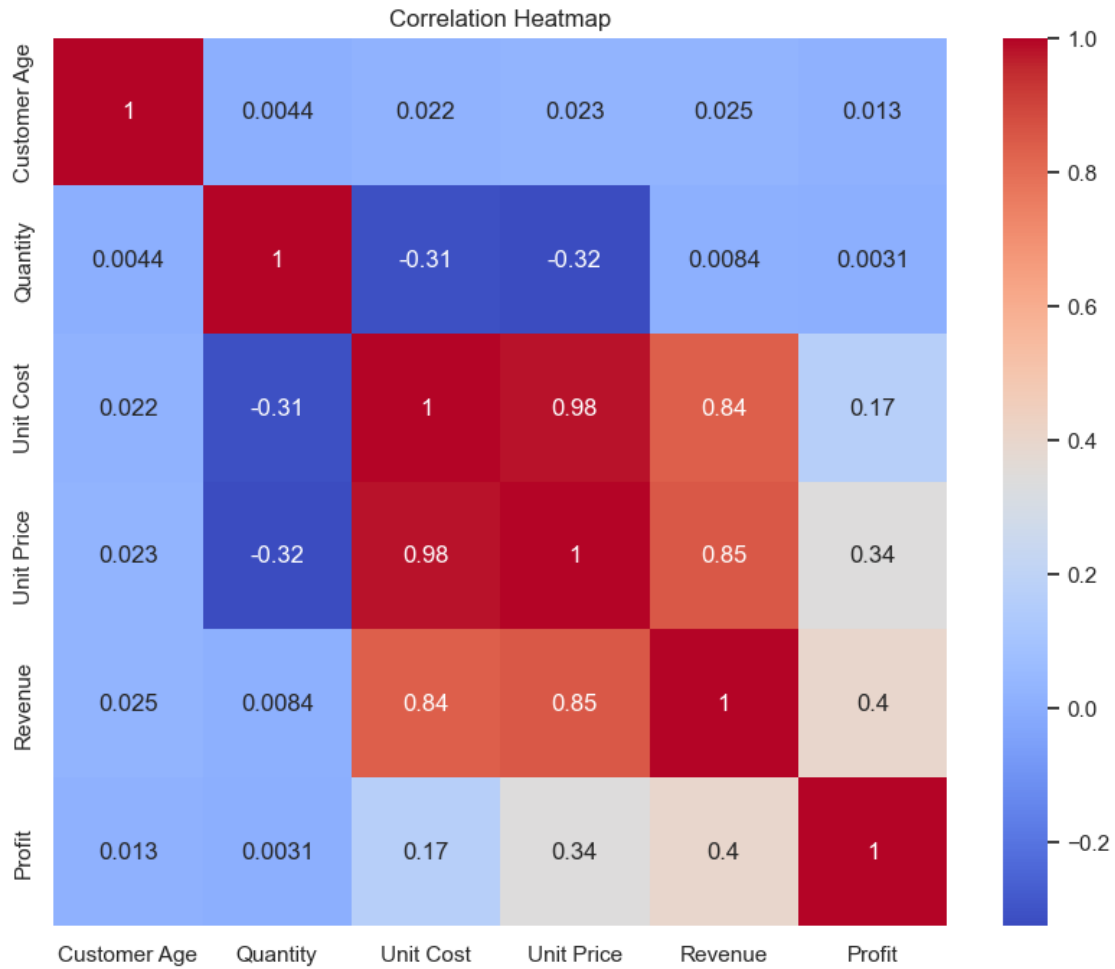 Correlation Heatmap
Customer Age 1 0.0044 0.022 0.023 0.025 0.013
Quantity 0.0044 1 -0.31 -0.32 0.0084 0.0031
Unit Cost 0.022 -0.31 1 0.98 0.84 0.17
Unit Price 0.023 -0.32 0.98 1 0.85 0.34
Revenue 0.025 0.0084 0.84 0.85 1 0.4
Profit 0.013 0.0031 0.17 0.34 0.4 1
Customer Age Quantity Unit Cost Unit Price Revenue Profit
1.0
0.8
0.6
0.4
0.2
0.0
−0.2